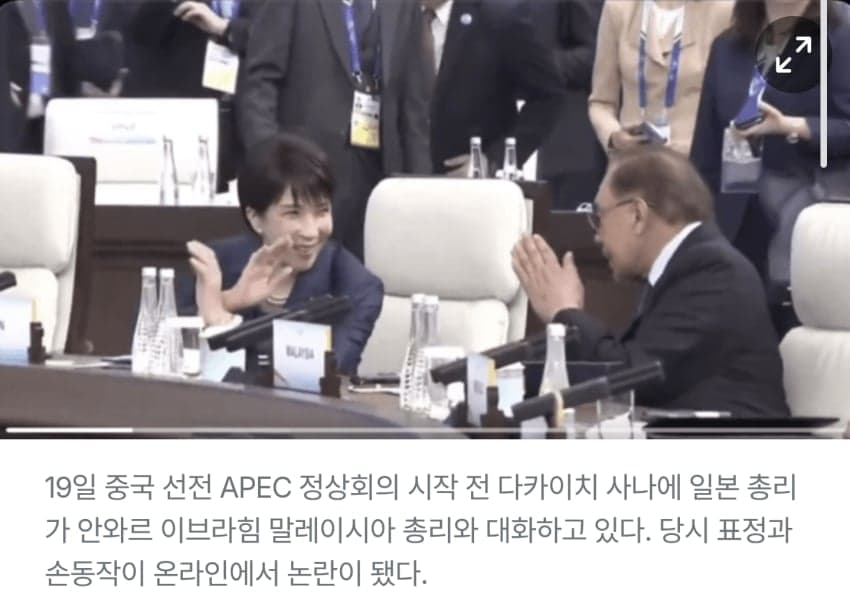 MALAYSIA
19일 중국 선전 APEC 정상회의 시작 전 다카이치 사나에 일본 총리
가 안와르 이브라힘 말레이시아 총리와 대화하고 있다. 당시 표정과
손동작이 온라인에서 논란이 됐다.